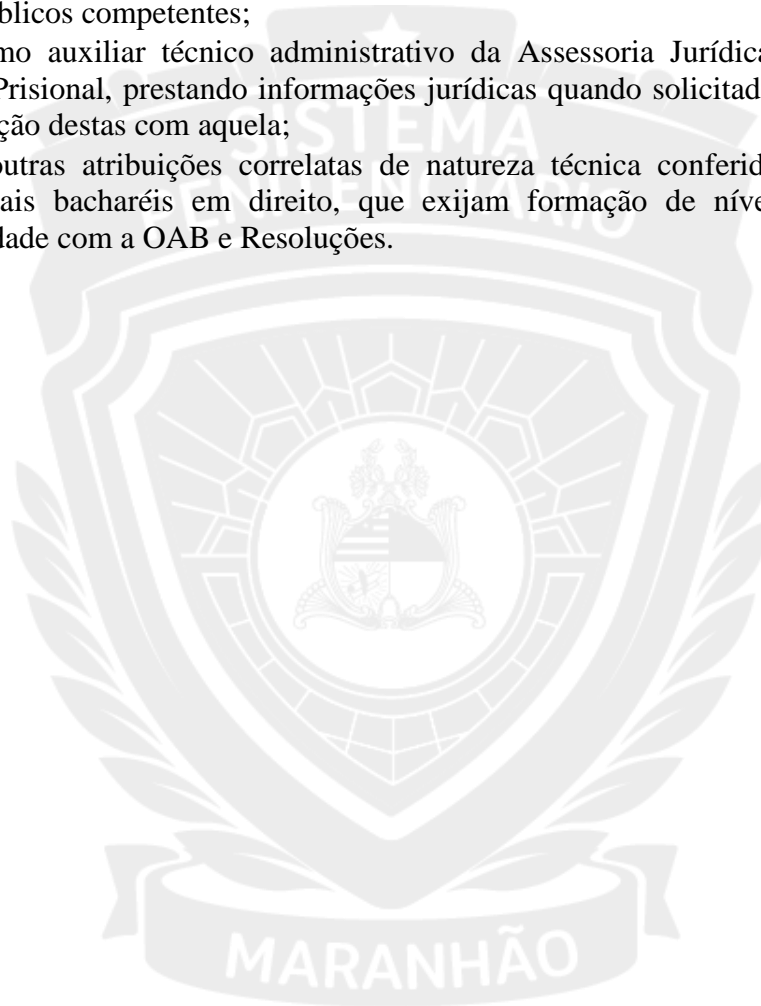 blicos competentes;
mo auxiliar técnico administrativo da Assessoria Jurídica
Prisional, prestando informações jurídicas quando solicitad
ção destas com aquela;
outras atribuições correlatas de natureza técnica conferid
ais bacharéis em direito, que exijam formação de níve
dade com a OAB e Resoluções.
SISTEMA
PENITENCIÁRIO
MARANHÃO